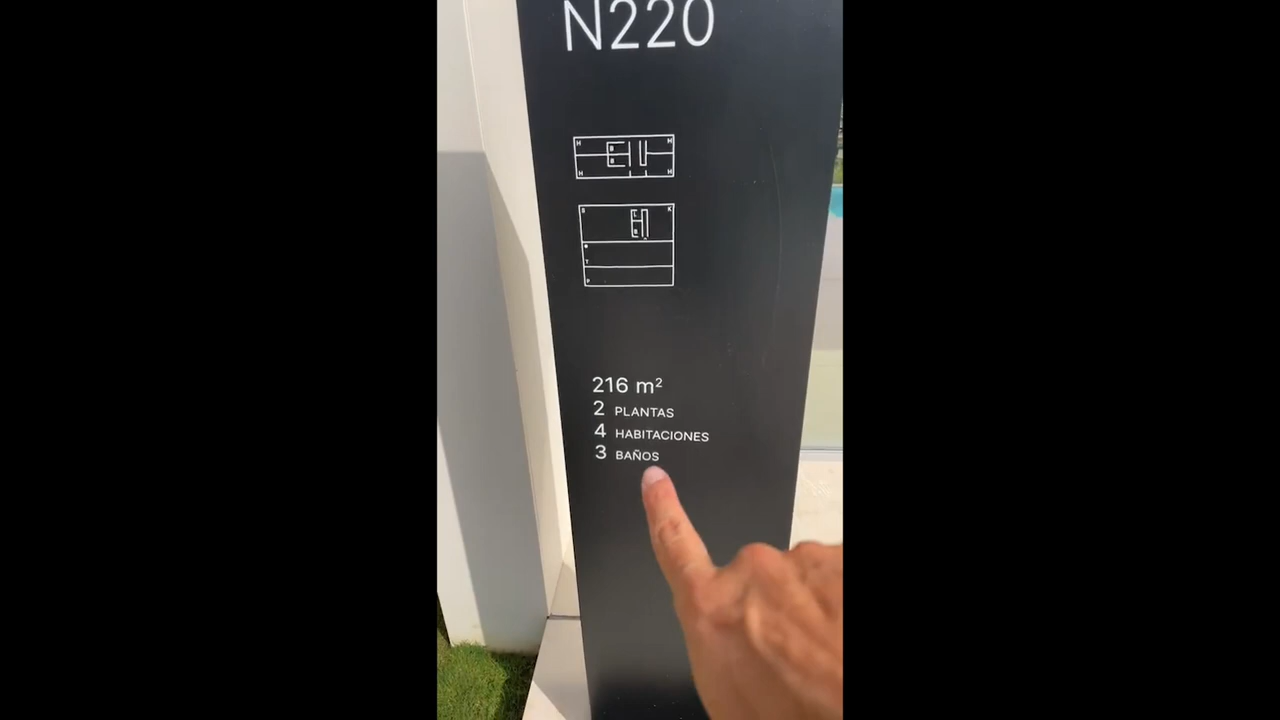 N220
H
M
B
B
H
M
S
K
L
B
T
P
216 m²
2 PLANTAS
4 HABITACIONES
3 BAÑOS